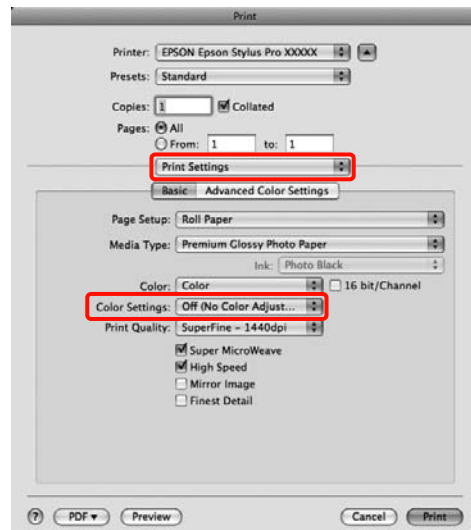 Print
Printer: EPSON Epson Stylus Pro XXXXX
Presets: Standard
Copies: 1 Collated
Pages: All
From: 1 to: 1
Print Settings
Basic Advanced Color Settings
Page Setup: Roll Paper
Media Type: Premium Glossy Photo Paper
Ink: Photo Black
Color: Color 16 bit/Channel
Color Settings: Off (No Color Adjust...
Print Quality: SuperFine - 1440dpi
Super MicroWeave
High Speed
Mirror Image
Finest Detail
? PDF Preview Cancel Print